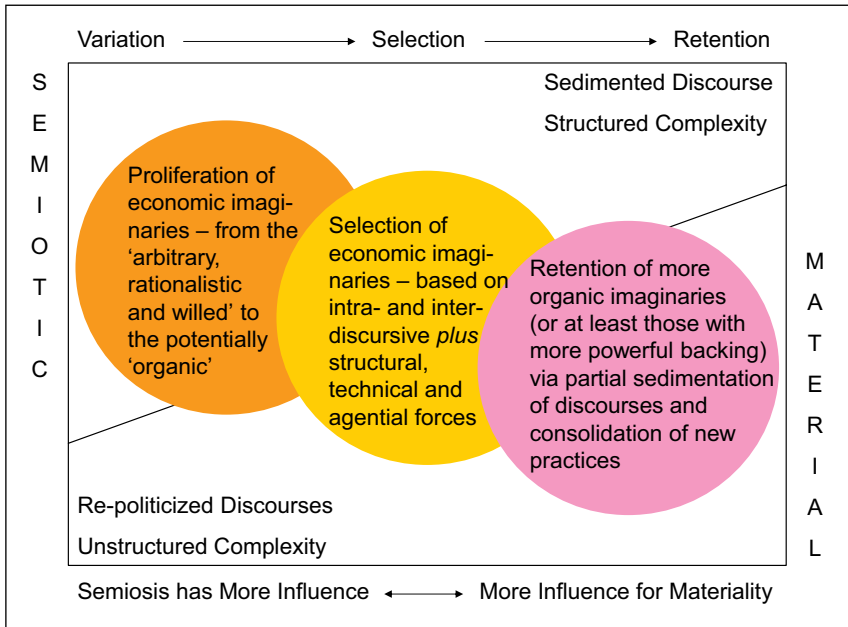 Variation Selection Retention
SEMIOTIC
Sedimented Discourse
Structured Complexity
Proliferation of
economic imagi-
naries – from the
‘arbitrary,
rationalistic
and willed’ to
the potentially
‘organic’
Selection of
economic imagi-
naries – based on
intra- and inter-
discursive plus
structural,
technical and
agential forces
Retention of more
organic imaginaries
(or at least those with
more powerful backing)
via partial sedimentation
of discourses and
consolidation of new
practices
MATERIAL
Re-politicized Discourses
Unstructured Complexity
Semiosis has More Influence More Influence for Materiality